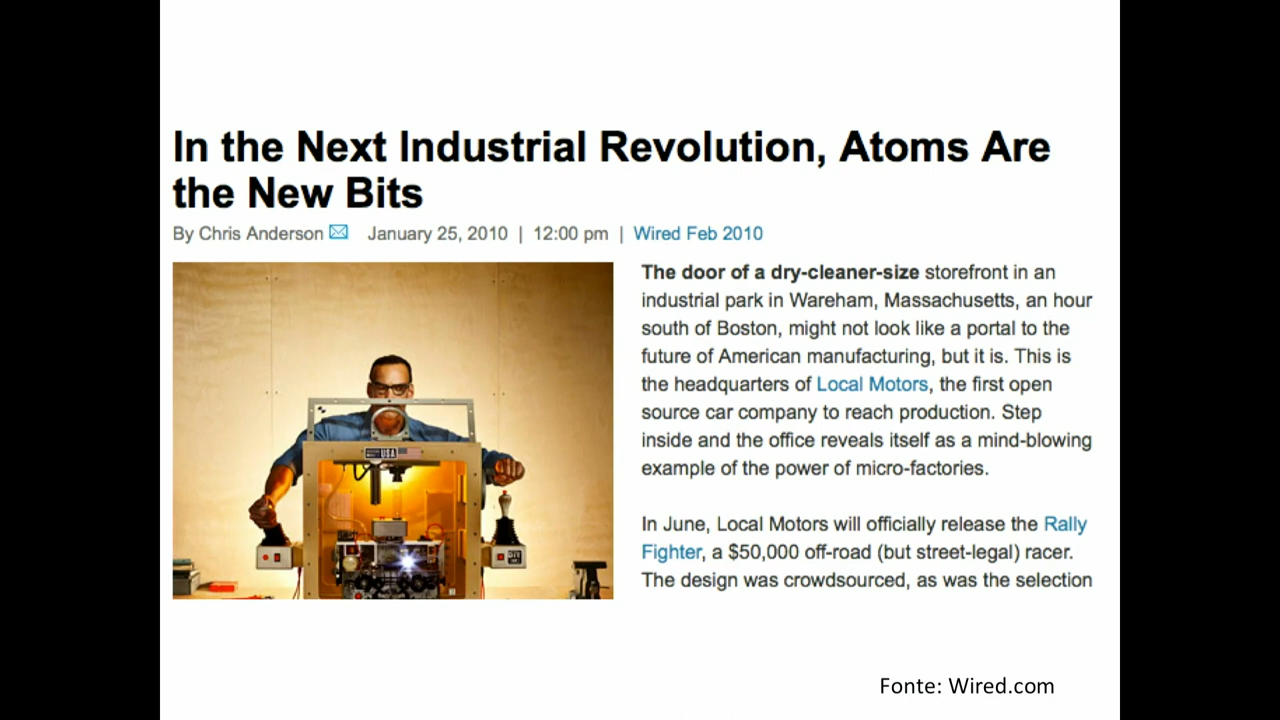 In the Next Industrial Revolution, Atoms Are
the New Bits
By Chris Anderson January 25, 2010 | 12:00 pm | Wired Feb 2010
The door of a dry-cleaner-size storefront in an
industrial park in Wareham, Massachusetts, an hour
south of Boston, might not look like a portal to the
future of American manufacturing, but it is. This is
the headquarters of Local Motors, the first open
source car company to reach production. Step
inside and the office reveals itself as a mind-blowing
example of the power of micro-factories.
In June, Local Motors will officially release the Rally
Fighter, a $50,000 off-road (but street-legal) racer.
The design was crowdsourced, as was the selection
USA
DIY
Fonte: Wired.com